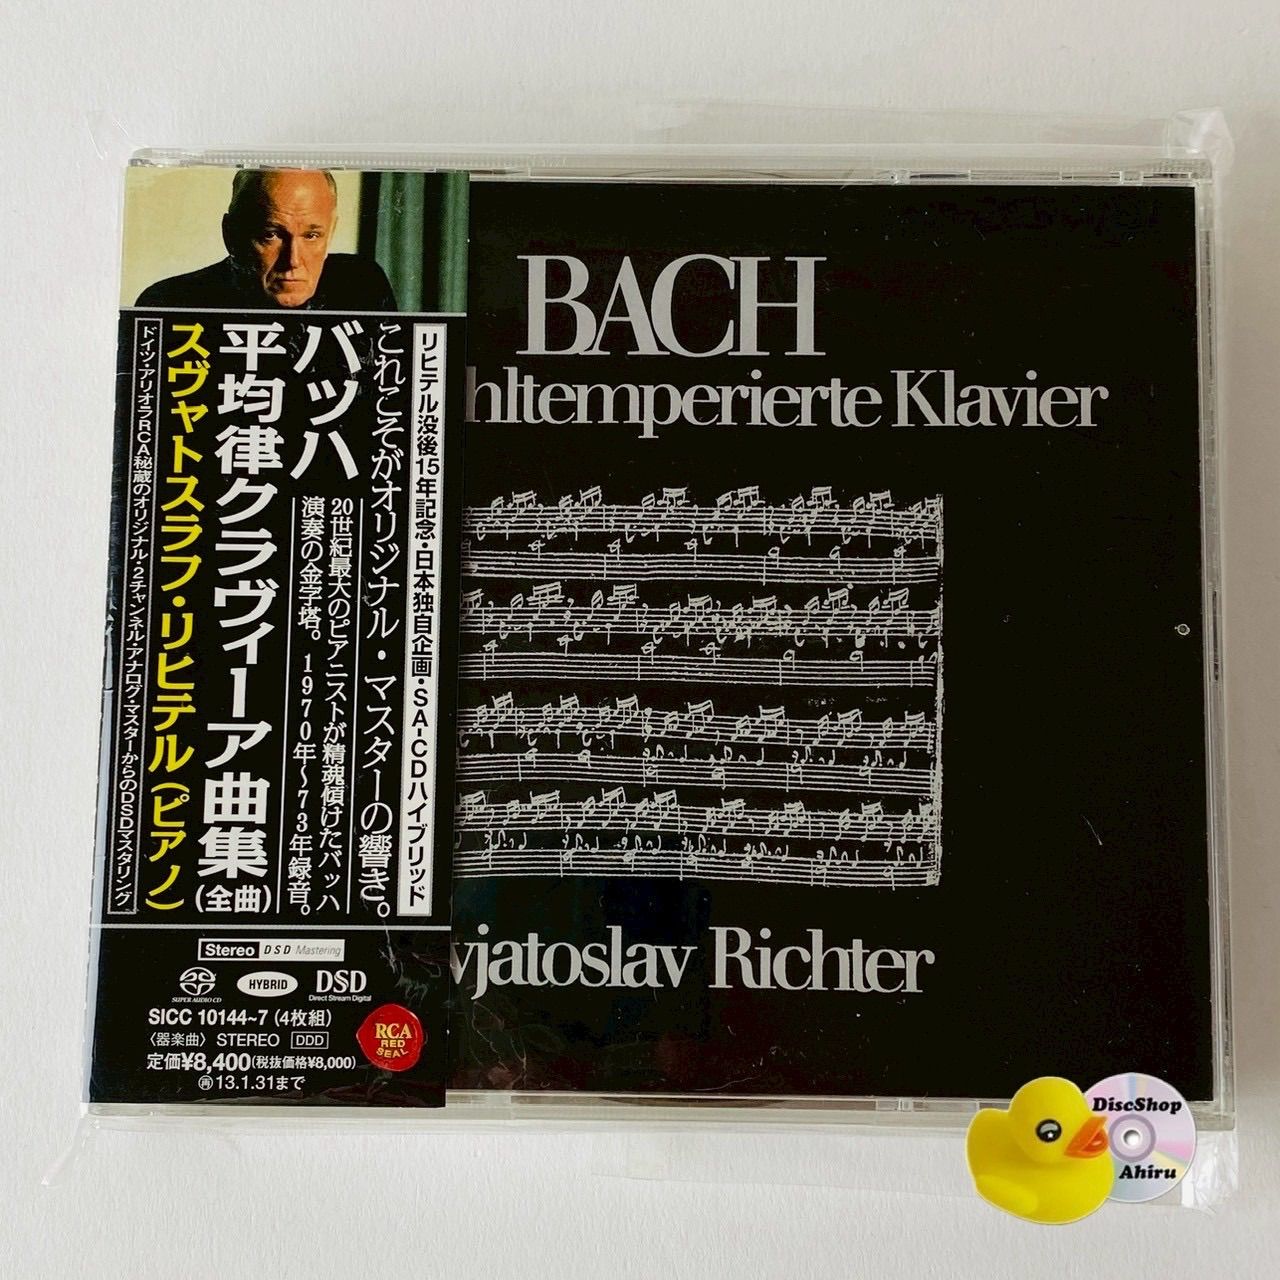 リヒテル没後15年記念・日本独自企画・SA-CDハイブリッド
これこそがオリジナル・マスターの響き。
バッハ
20世紀最大のピアニストが精魂傾けたバッハ
演奏の金字塔。1970年～73年録音。
平均律クラヴィーア曲集(全曲)
スヴャトスラフ・リヒテル(ピアノ)
ドイツ・アリオラRCA秘蔵のオリジナル・2チャンネル・アナログ・マスターからのDSDマスタリング
Stereo DSD Mastering
SUPER AUDIO CD
HYBRID
DSD
Direct Stream Digital
SICC 10144~7 (4枚組)
〈器楽曲〉 STEREO DDD
定価¥8,400(税抜価格¥8,000)
再13.1.31まで
RCA
RED
SEAL
BACH
hltemperierte Klavier
vjatoslav Richter
DiscShop
Ahiru